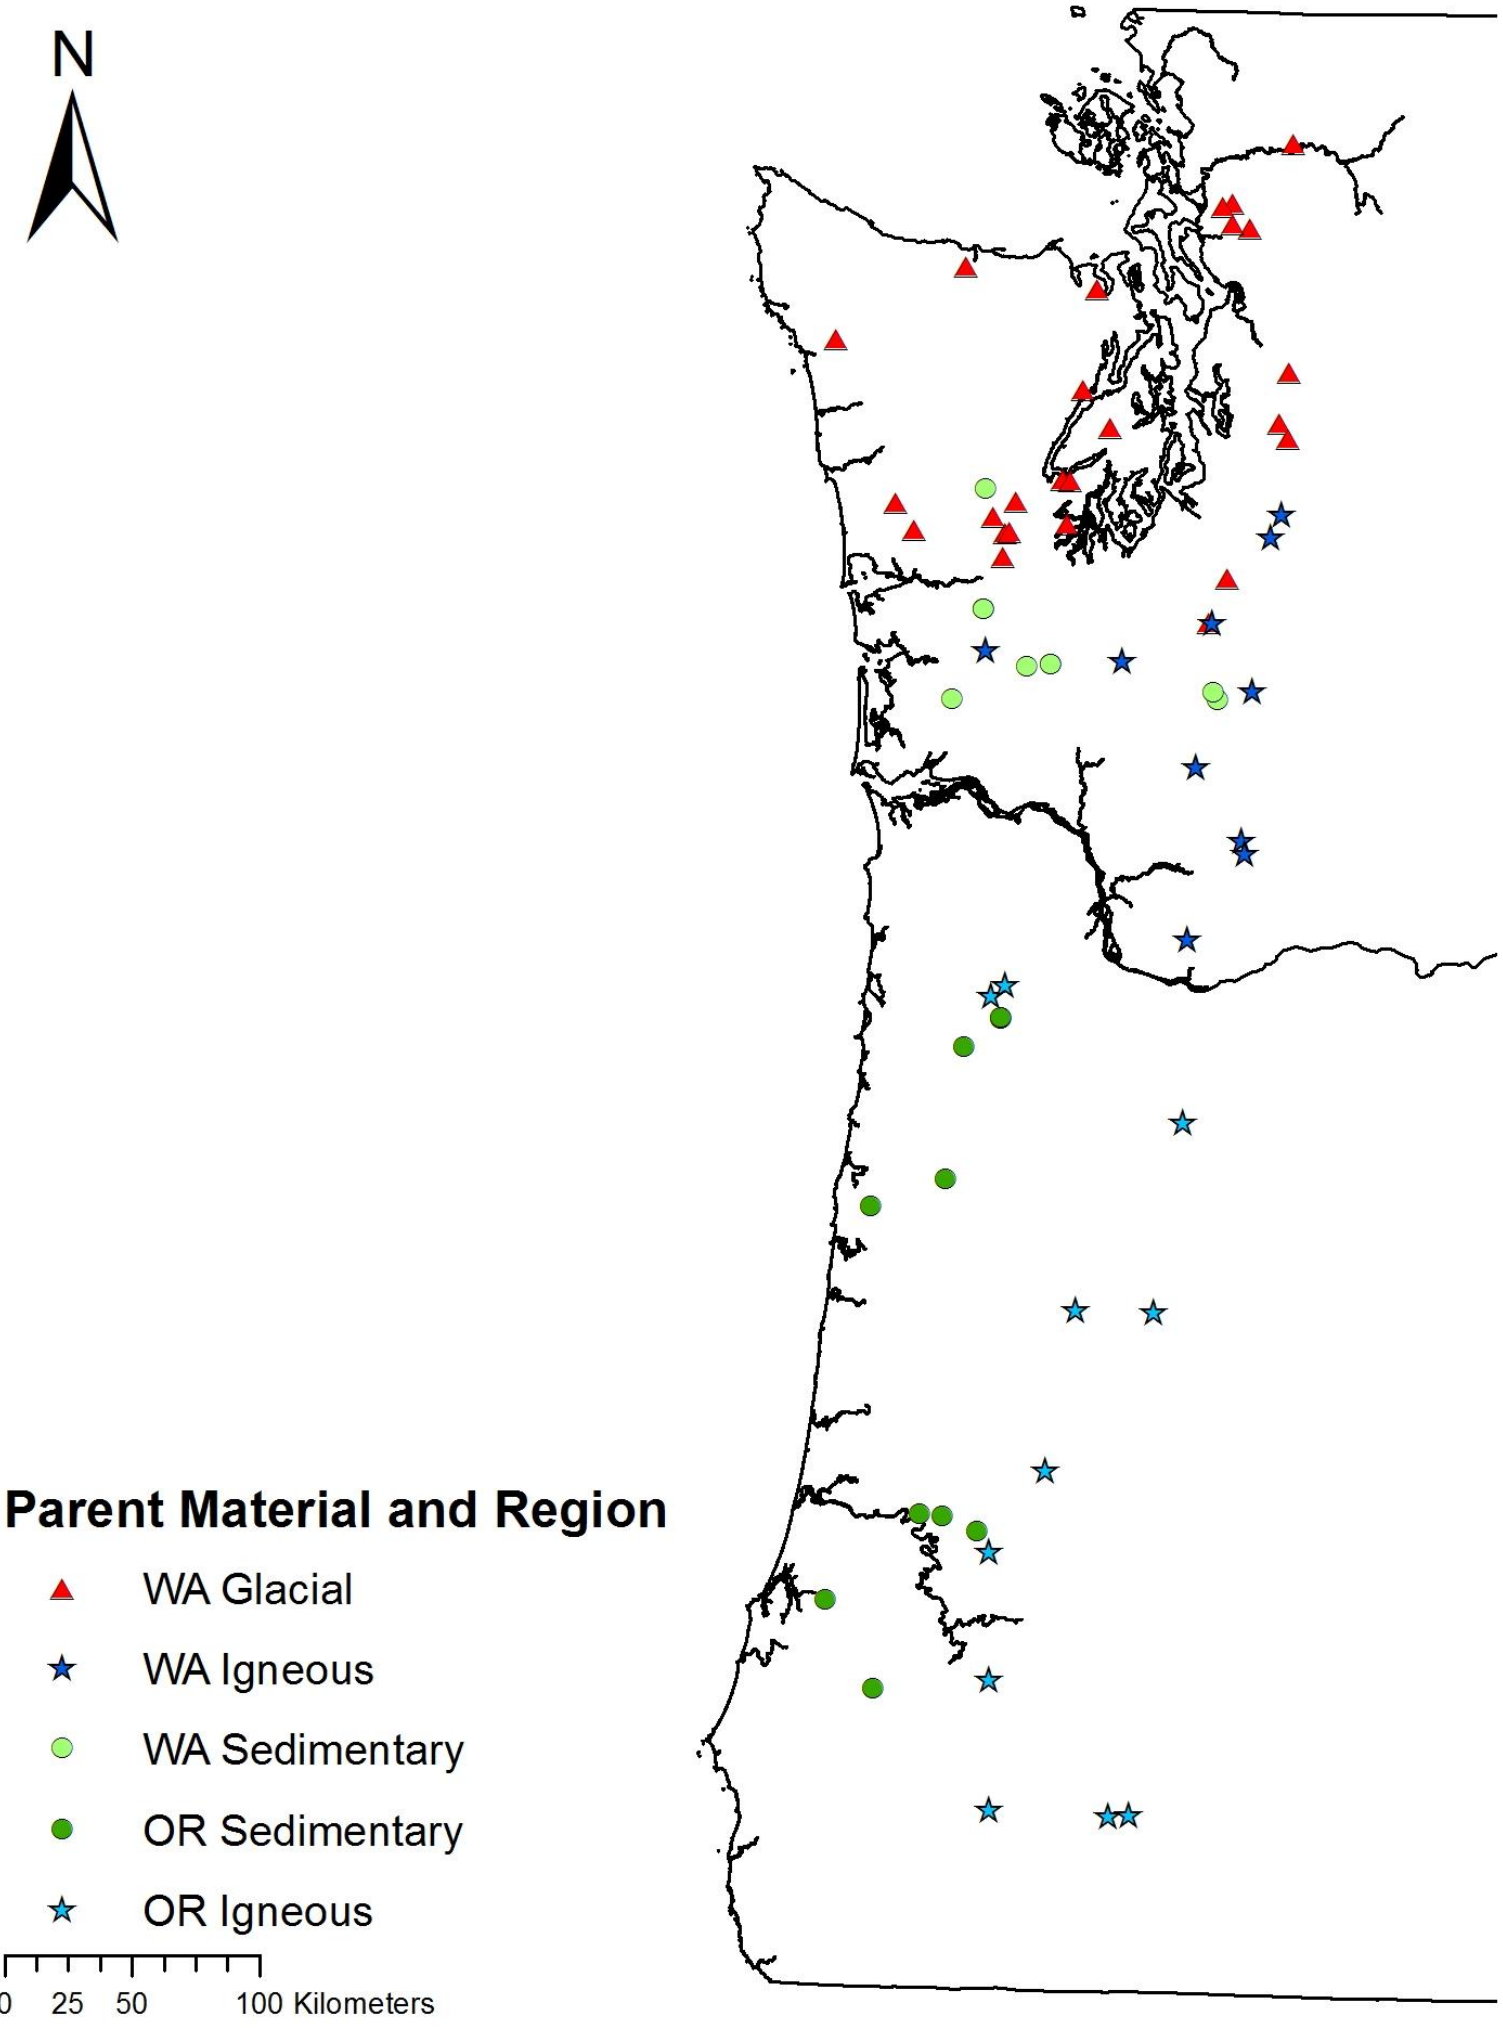 N
Parent Material and Region
WA Glacial
WA Igneous
WA Sedimentary
OR Sedimentary
OR Igneous
0 25 50 100 Kilometers